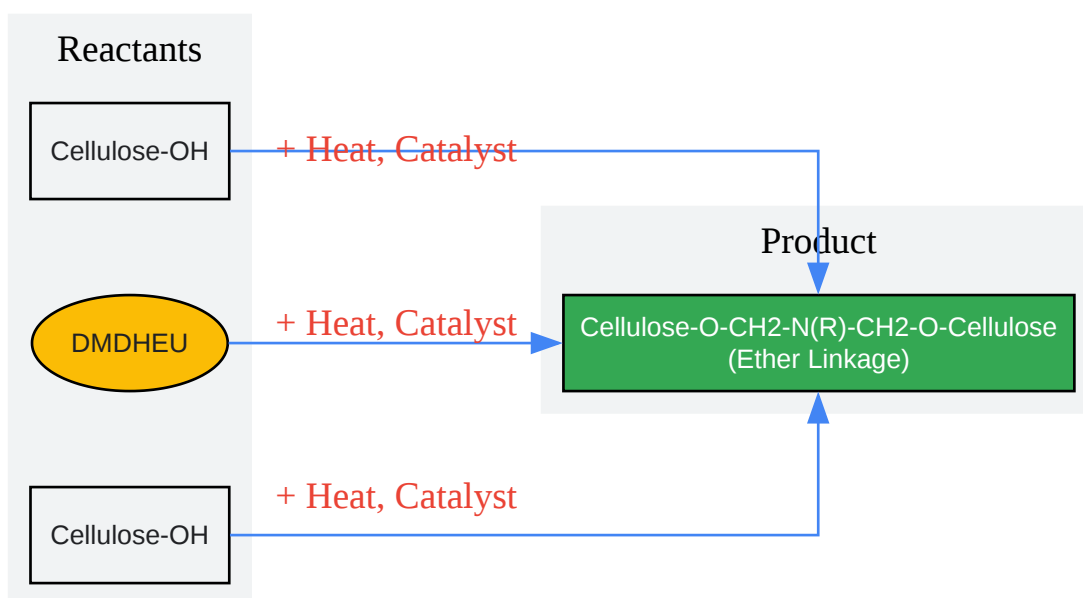 Reactants
Cellulose-OH
+ Heat, Catalyst
Product
DMDHEU
+ Heat, Catalyst
Cellulose-O-CH2-N(R)-CH2-O-Cellulose
(Ether Linkage)
Cellulose-OH
+ Heat, Catalyst